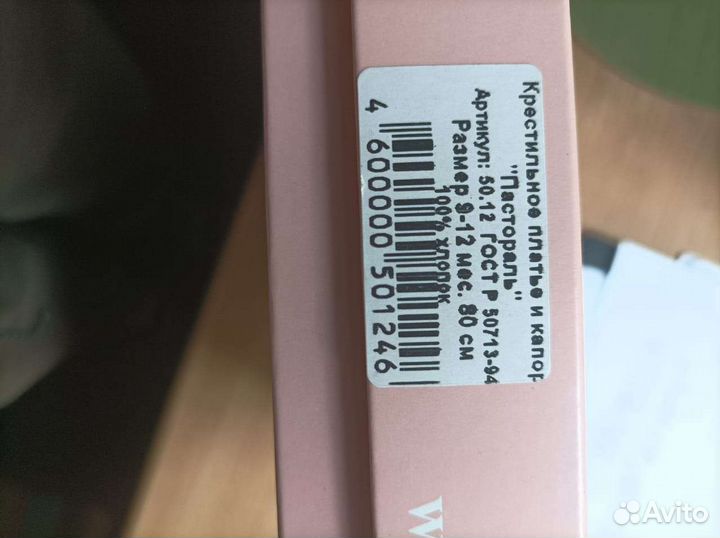 Крестильное платье и капор
"Пастораль"
Артикул: 50.12 ГОСТ Р 50713-94
Размер 9-12 мес. 80 см
100% хлопок
4 600000 501246
W
Avito